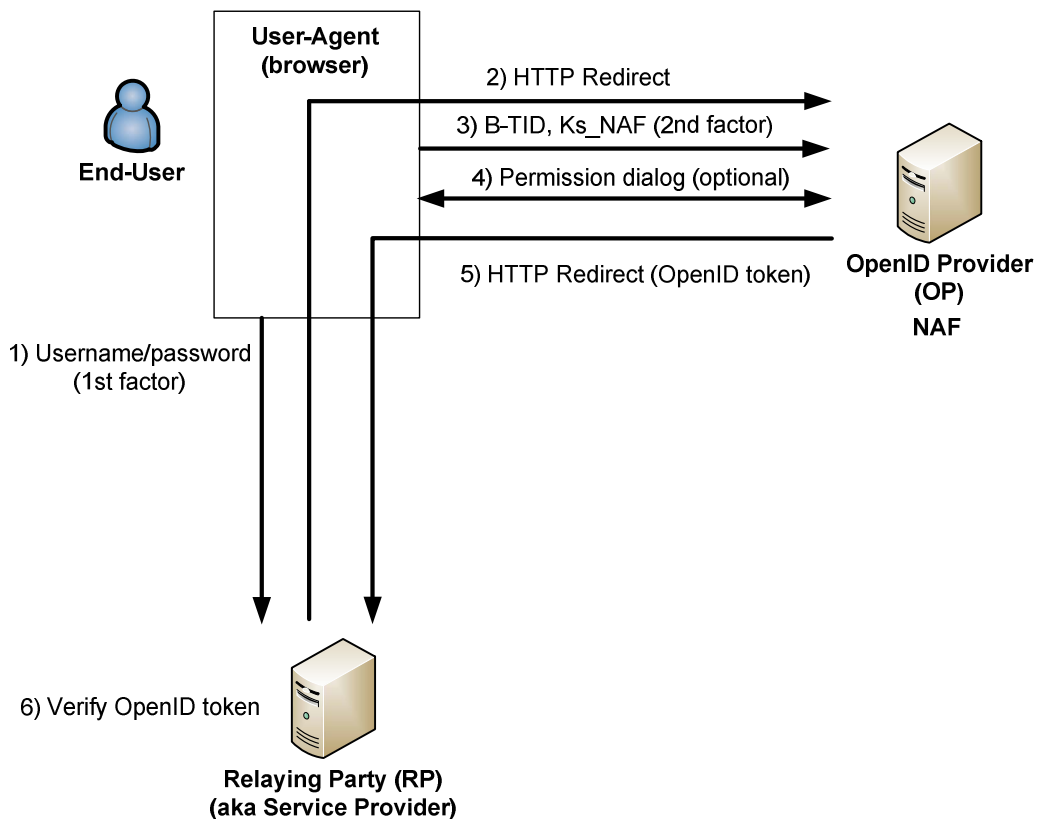 User-Agent
(browser)
2) HTTP Redirect
3) B-TID, Ks_NAF (2nd factor)
4) Permission dialog (optional)
End-User
5) HTTP Redirect (OpenID token)
OpenID Provider
(OP)
NAF
1) Username/password
(1st factor)
6) Verify OpenID token
Relaying Party (RP)
(aka Service Provider)